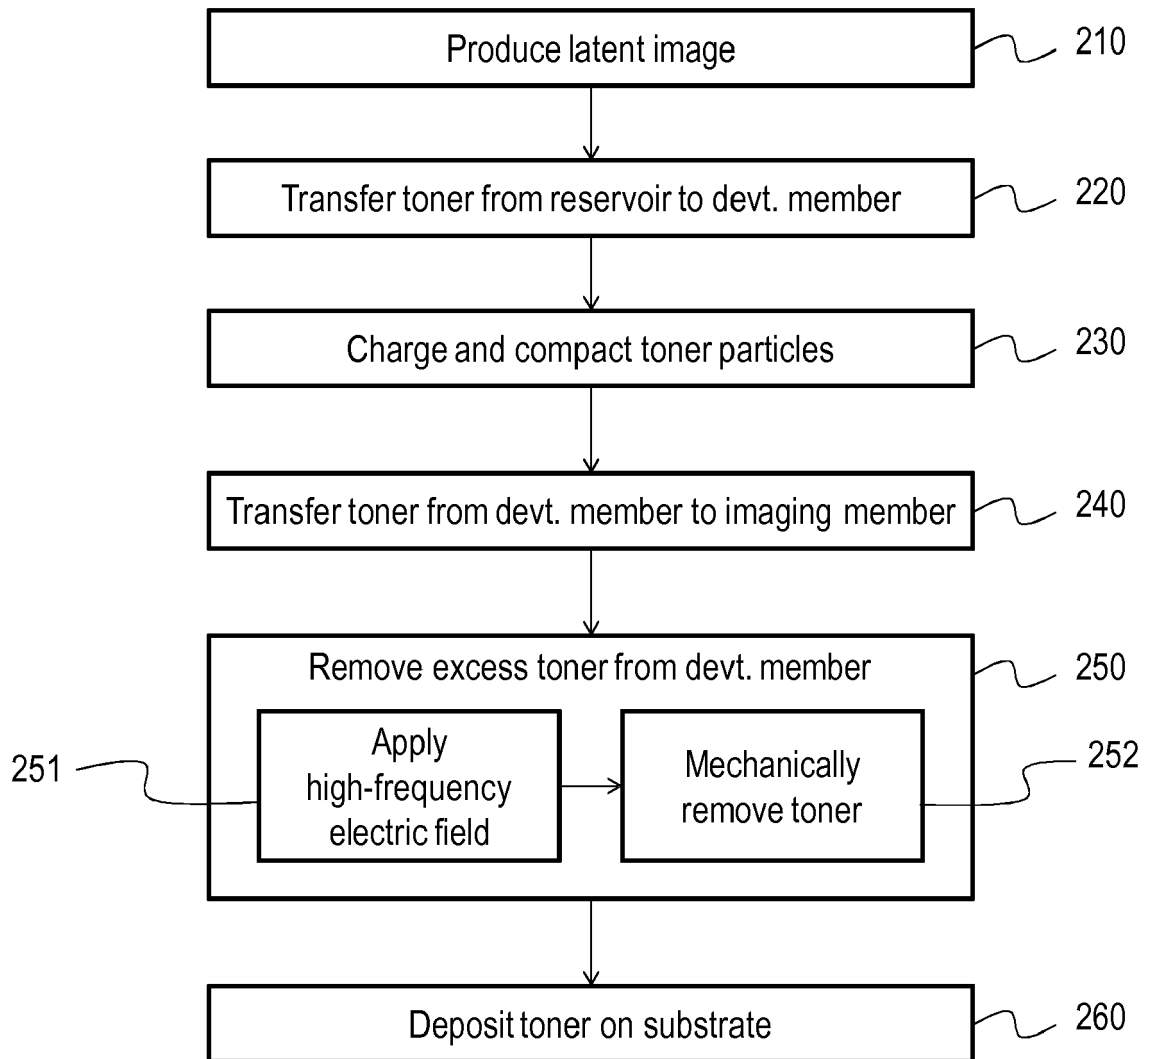 Produce latent image
210
Transfer toner from reservoir to devt. member
220
Charge and compact toner particles
230
Transfer toner from devt. member to imaging member
240
Remove excess toner from devt. member
250
251
Apply
high-frequency
electric field
Mechanically
remove toner
252
Deposit toner on substrate
260